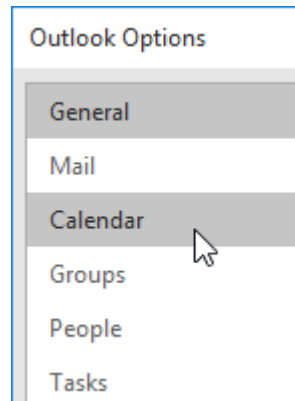 Outlook Options
General
Mail
Calendar
Groups
People
Tasks